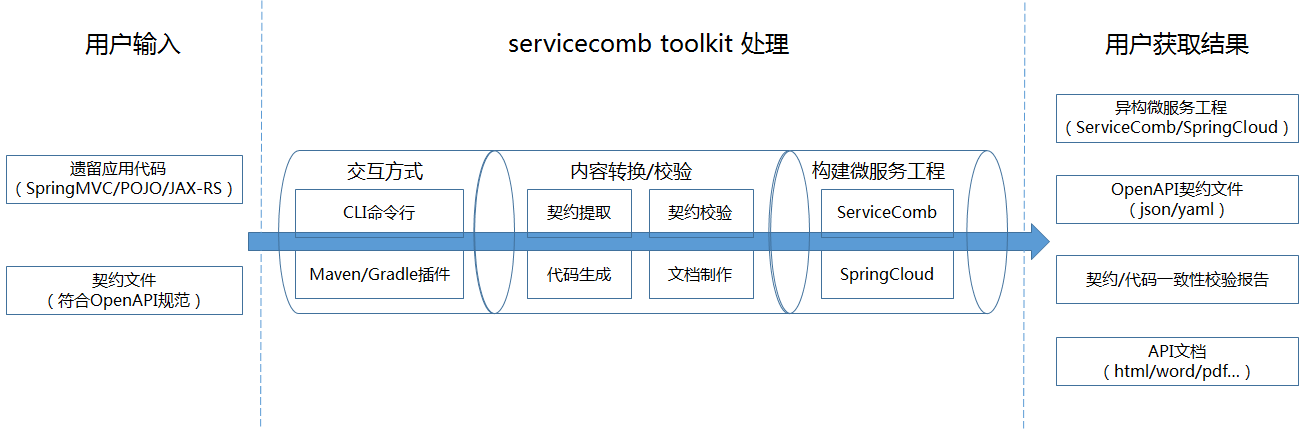 用户输入
servicecomb toolkit 处理
用户获取结果
遗留应用代码
（SpringMVC/POJO/JAX-RS）
契约文件
（符合OpenAPI规范）
交互方式
CLI命令行
Maven/Gradle插件
内容转换/校验
契约提取
契约校验
代码生成
文档制作
构建微服务工程
ServiceComb
SpringCloud
异构微服务工程
（ServiceComb/SpringCloud）
OpenAPI契约文件
（json/yaml）
契约/代码一致性校验报告
API文档
（html/word/pdf...）